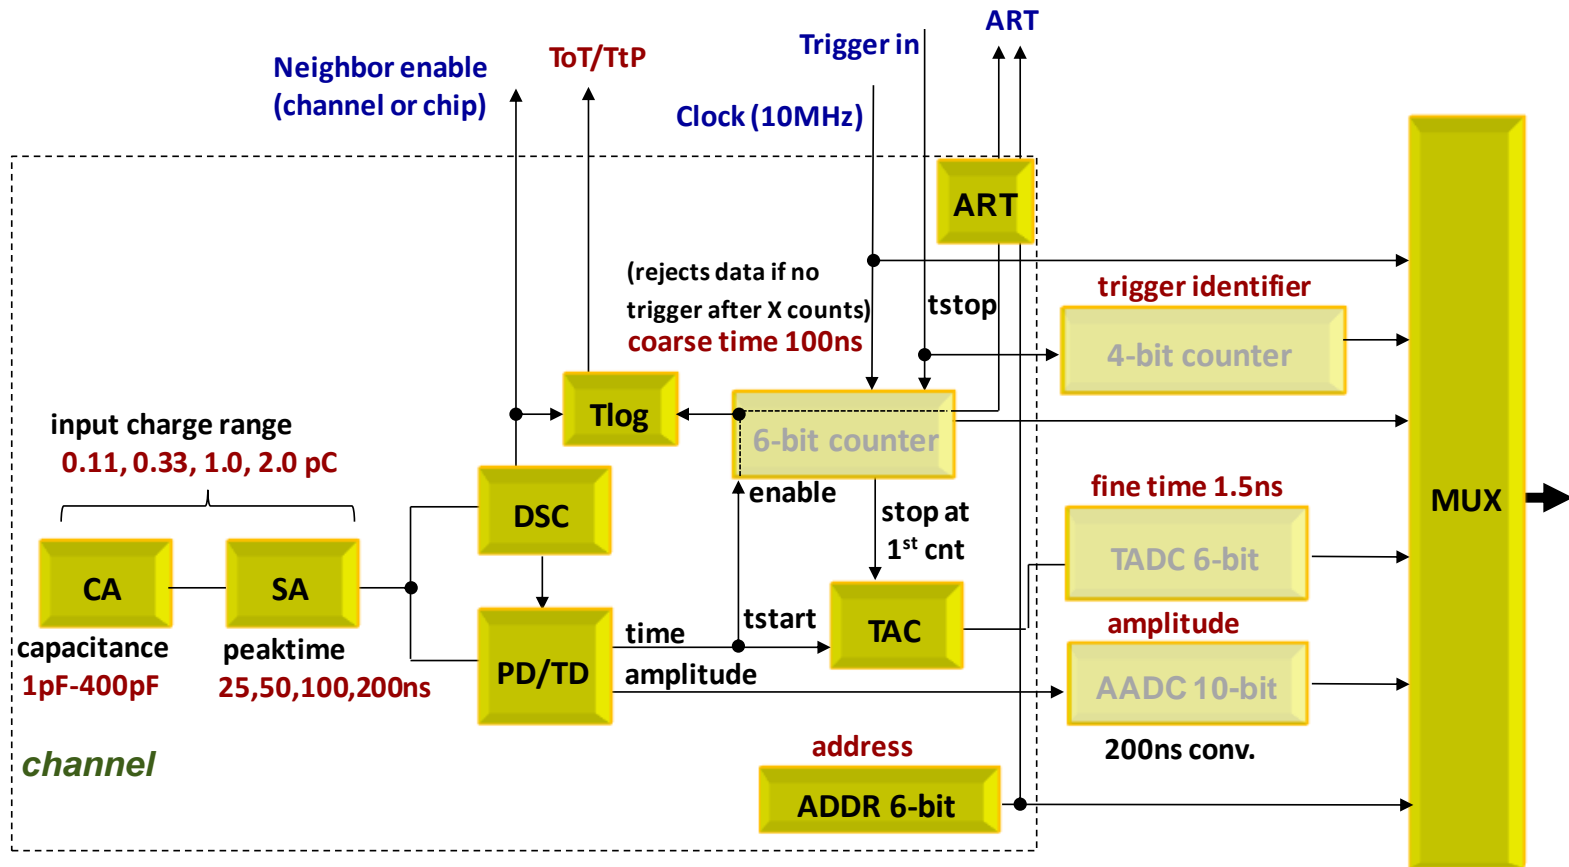 ART
Trigger in
Neighbor enable
(channel or chip)
ToT/TtP
Clock (10MHz)
ART
(rejects data if no
trigger after X counts)
coarse time 100ns
tstop
trigger identifier
4-bit counter
Tlog
6-bit counter
input charge range
0.11, 0.33, 1.0, 2.0 pC
enable
fine time 1.5ns
MUX
DSC
stop at
1st cnt
TADC 6-bit
CA
SA
tstart
TAC
time
amplitude
capacitance
1pF-400pF
peaktime
25,50,100,200ns
PD/TD
amplitude
AADC 10-bit
200ns conv.
channel
address
ADDR 6-bit